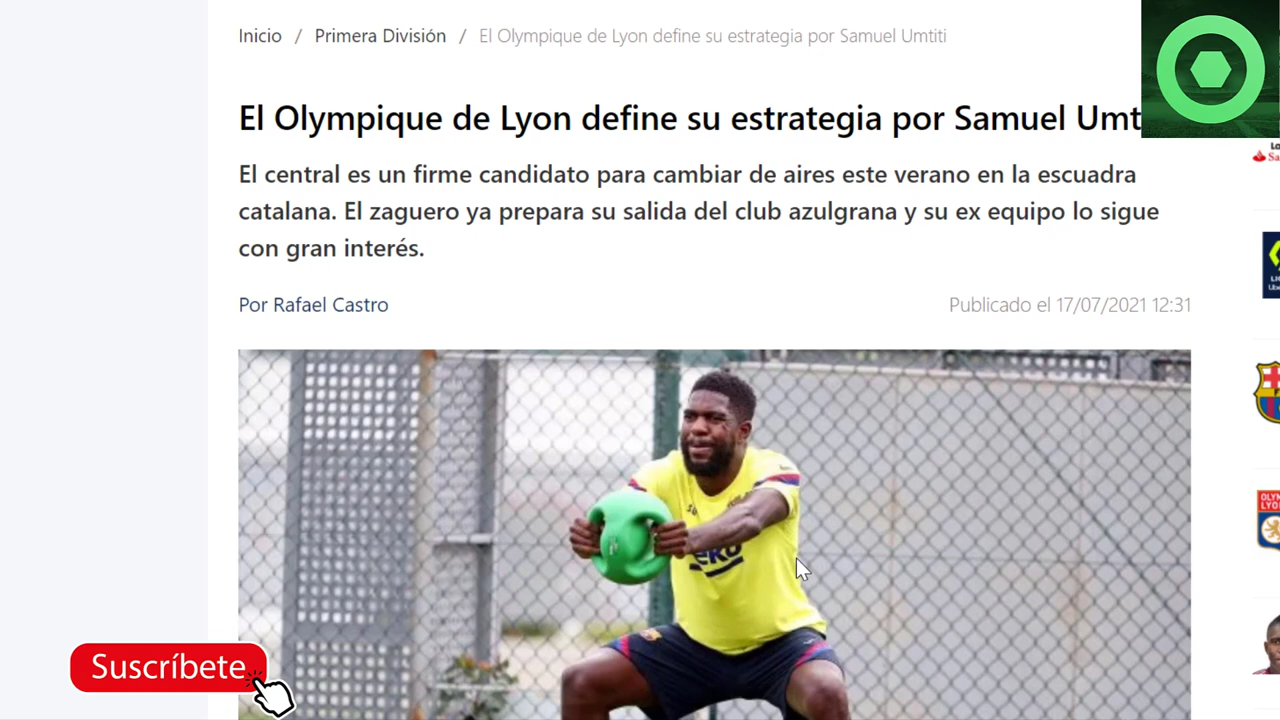 Inicio / Primera División / El Olympique de Lyon define su estrategia por Samuel Umtiti
El Olympique de Lyon define su estrategia por Samuel Umt
El central es un firme candidato para cambiar de aires este verano en la escuadra
catalana. El zaguero ya prepara su salida del club azulgrana y su ex equipo lo sigue
con gran interés.
Por Rafael Castro
Publicado el 17/07/2021 12:31
Suscríbete